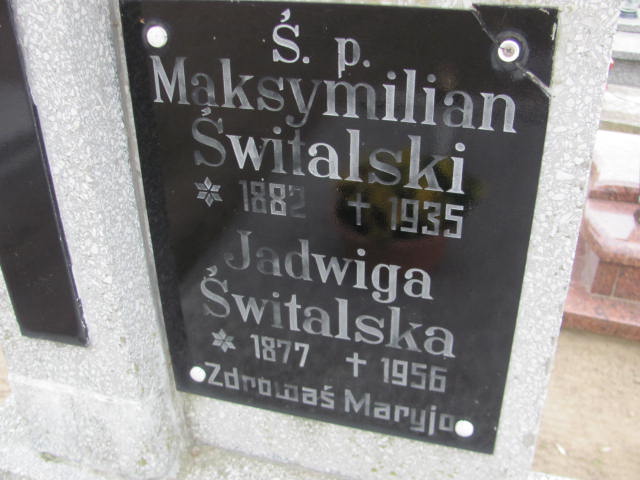 Ś. p.
Maksymilian
Świtalski
* 1882 † 1935
Jadwiga
Świtalska
* 1877 † 1956
Zdrowaś Maryjo